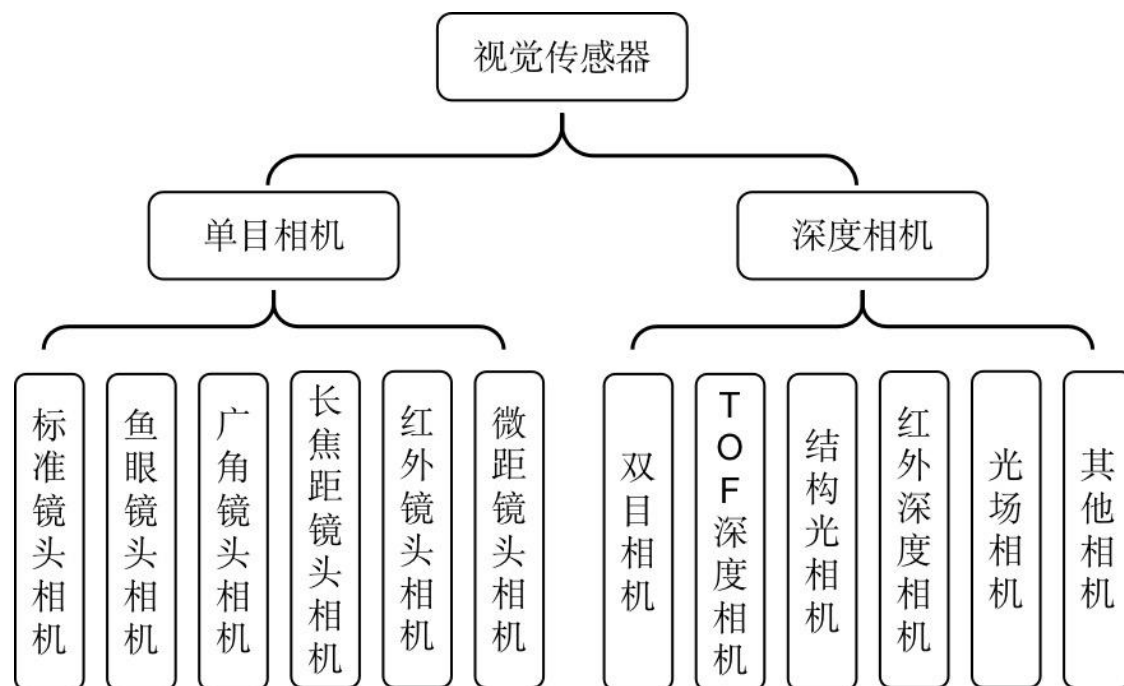 视觉传感器
单目相机
深度相机
标准镜头相机
鱼眼镜头相机
广角镜头相机
长焦距镜头相机
红外镜头相机
微距镜头相机
双目相机
TOF深度相机
结构光相机
红外深度相机
光场相机
其他相机